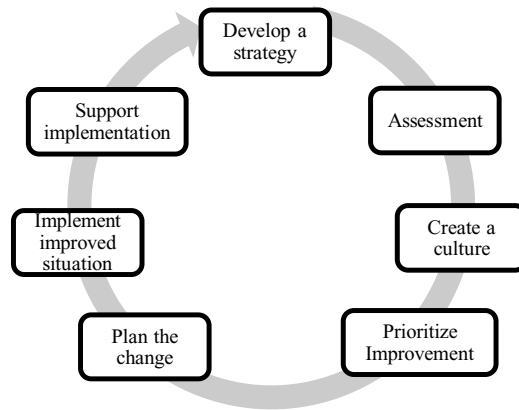 Develop a
strategy
Assessment
Create a
culture
Prioritize
Improvement
Plan the
change
Implement
improved
situation
Support
implementation